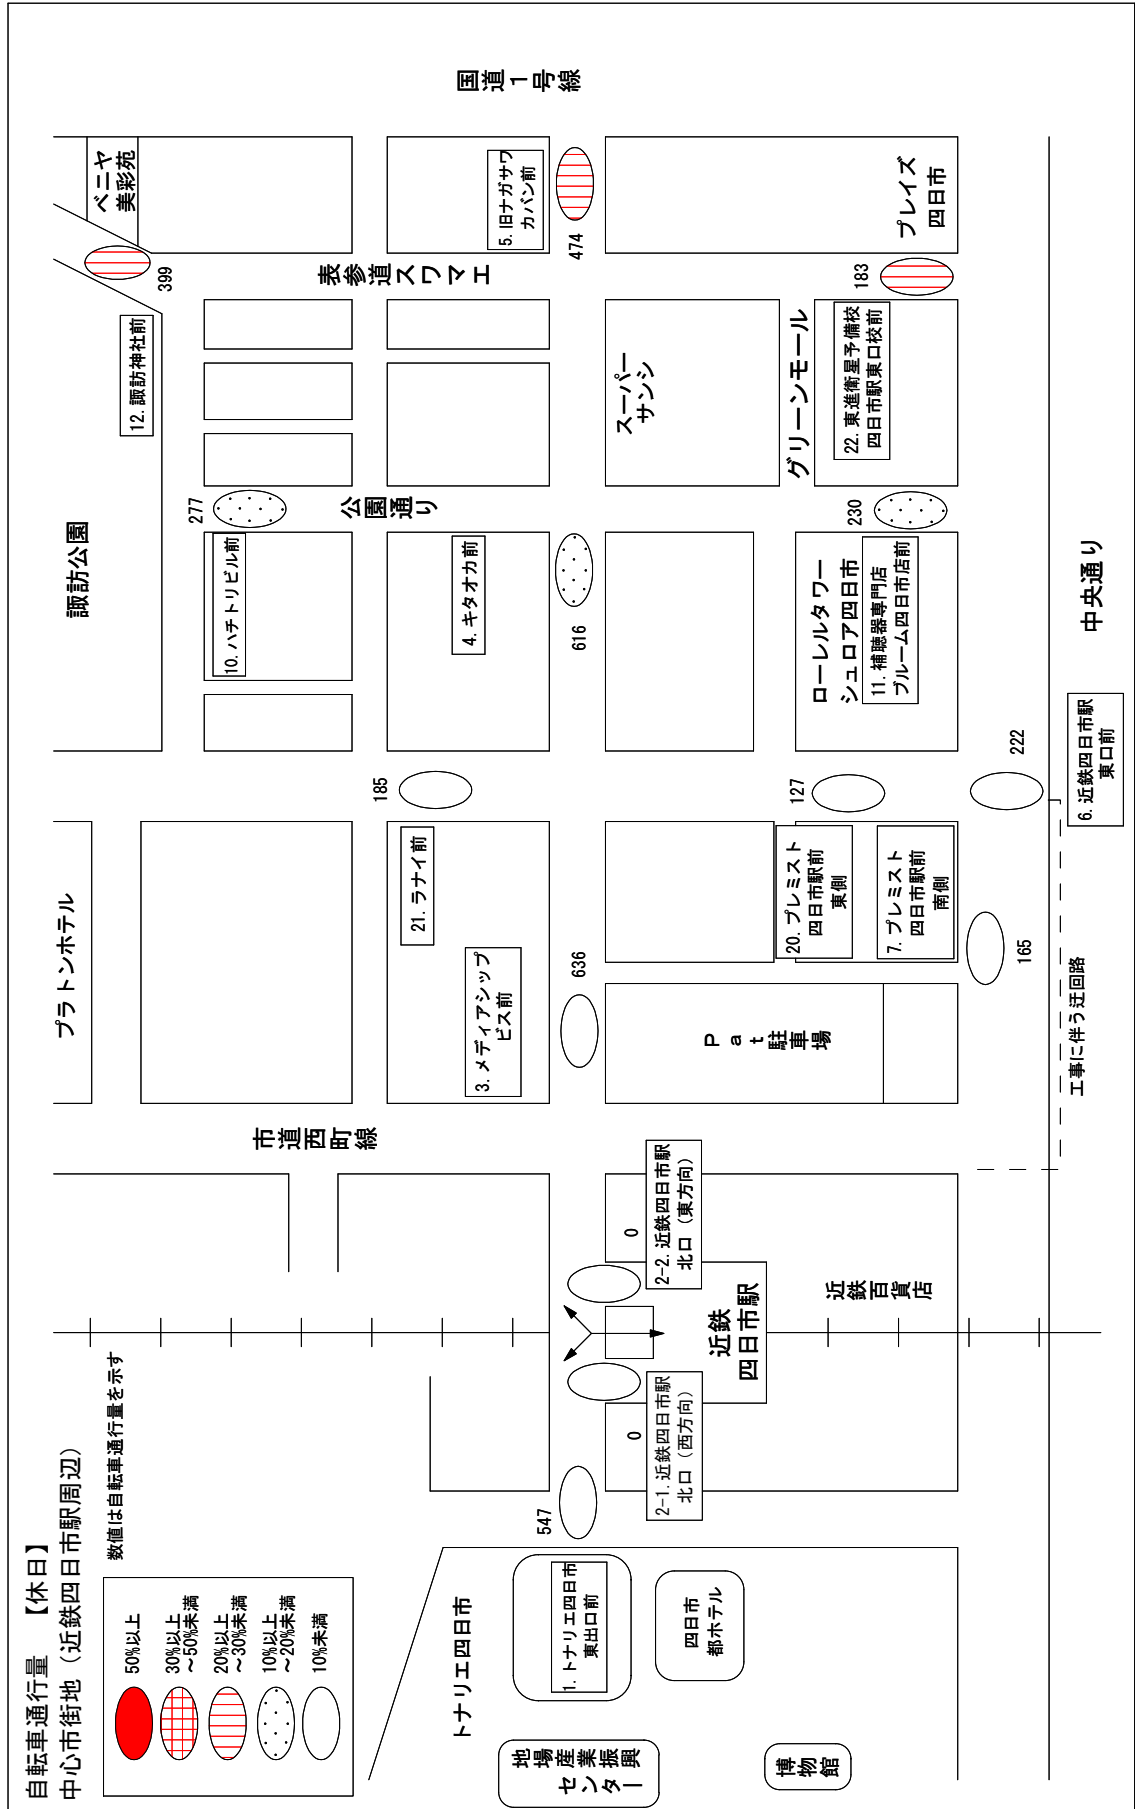 自転車通行量　【休日】
中心市街地（近鉄四日市駅周辺）
数値は自転車通行量を示す
50%以上
30%以上
～50%未満
20%以上
～30%未満
10%以上
～20%未満
10%未満
プラトンホテル
諏訪公園
12. 諏訪神社前
399
ベニヤ
美彩苑
277
10. ハチトリビル前
市道西町線
公園通り
表参道スワマエ
国道１号線
185
21. ラナイ前
4. キタオカ前
5. 旧ナガサワ
カバン前
3. メディアシップ
ビス前
トナリエ四日市
1. トナリエ四日市
東出口前
547
636
616
474
地場産業振興
センター
四日市
都ホテル
0
2-1. 近鉄四日市駅
北口（西方向）
0
2-2. 近鉄四日市駅
北口（東方向）
スーパー
サンシ
近鉄
四日市駅
Ｐａｔ駐車場
グリーンモール
博物館
近鉄百貨店
127
20. プレミスト
四日市駅前
東側
7. プレミスト
四日市駅前
南側
ローレルタワー
シュロア四日市
11. 補聴器専門店
ブルーム四日市店前
230
22. 東進衛星予備校
四日市駅東口校前
183
プレイズ
四日市
165
222
工事に伴う迂回路
6. 近鉄四日市駅
東口前
中央通り